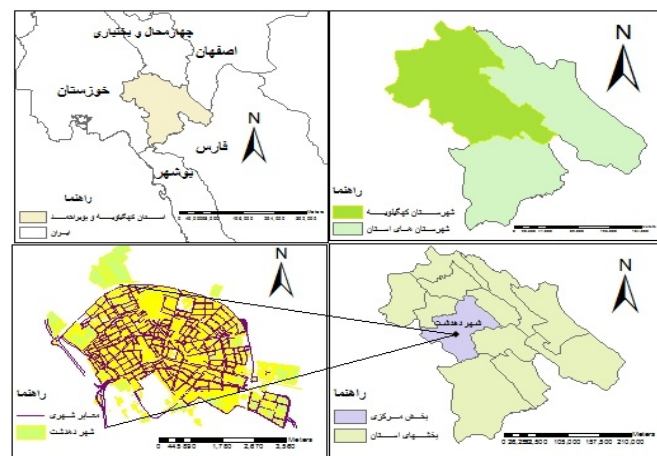 چهارمحال و بختیاری
اصفهان
خوزستان
فارس
بوشهر
N
راهنما
استان کهگیلویه و بویراحمد
ایران
N
راهنما
شهرستان کهگیلویه
شهرستان های استان
N
راهنما
معابر شهری
شهر دهدشت
Meters
N
شهر دهدشت
راهنما
بخش مرکزی
بخشهای استان
Meters